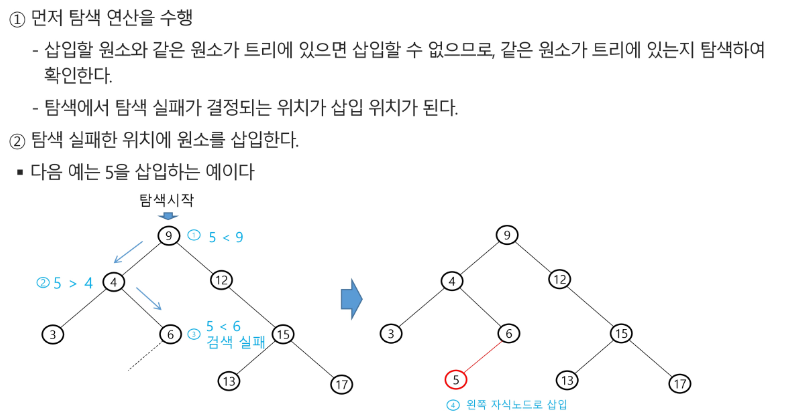 ① 먼저 탐색 연산을 수행
- 삽입할 원소와 같은 원소가 트리에 있으면 삽입할 수 없으므로, 같은 원소가 트리에 있는지 탐색하여
확인한다.
- 탐색에서 탐색 실패가 결정되는 위치가 삽입 위치가 된다.
② 탐색 실패한 위치에 원소를 삽입한다.
▪ 다음 예는 5을 삽입하는 예이다
탐색시작
9 ① 5 < 9
② 5 > 4 4 12
3 6 ③ 5 < 6
검색 실패 15
13 17
9
4 12
3 6 15
5 13 17
④ 왼쪽 자식노드로 삽입